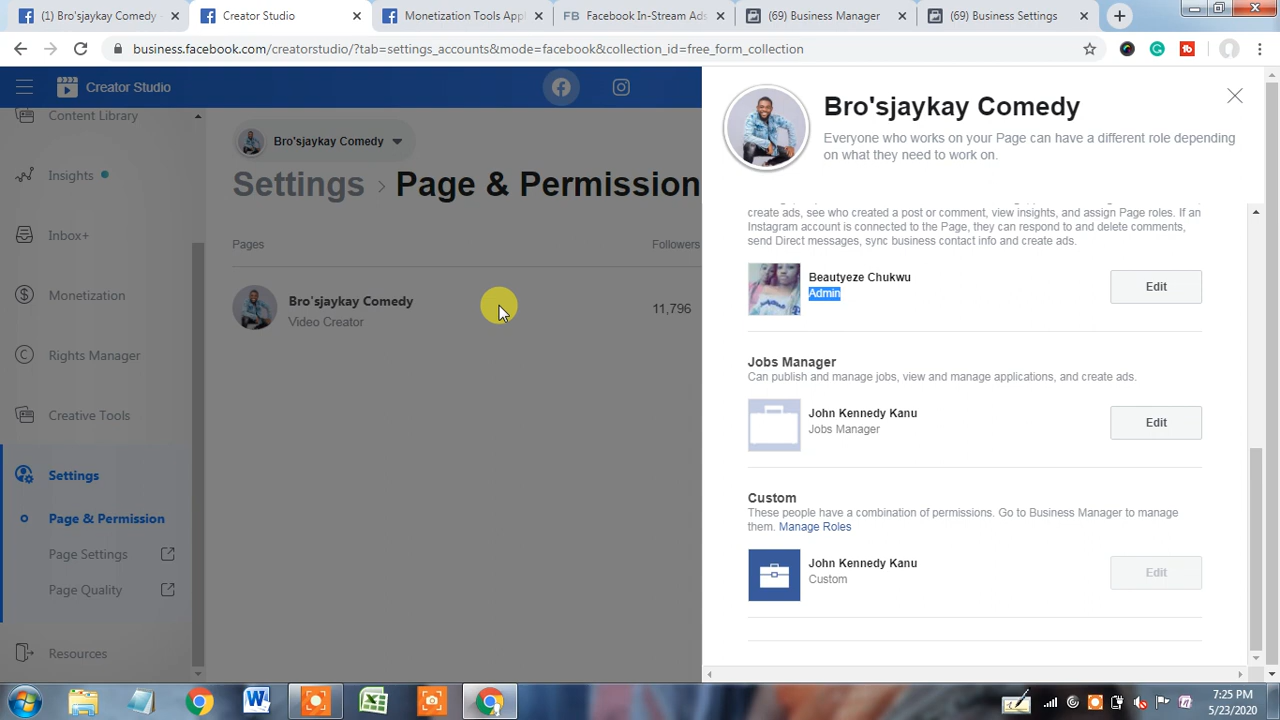 (1) Bro'sjaykay Comedy -
Creator Studio
Monetization Tools Appl
FB Facebook In-Stream Ads
(69) Business Manager
(69) Business Settings
business.facebook.com/creatorstudio/?tab=settings_accounts&mode=facebook&collection_id=free_form_collection
Creator Studio
Content Library
Insights
Inbox+
Monetization
Rights Manager
Creative Tools
Settings
Page & Permission
Page Settings
Page Quality
Resources
Bro'sjaykay Comedy
Settings > Page & Permission
Pages Followers
Bro'sjaykay Comedy
Video Creator
11,796
Bro'sjaykay Comedy
Everyone who works on your Page can have a different role depending
on what they need to work on.
create ads, see who created a post or comment, view insights, and assign Page roles. If an
Instagram account is connected to the Page, they can respond to and delete comments,
send Direct messages, sync business contact info and create ads.
Beautyeze Chukwu
Admin
Edit
Jobs Manager
Can publish and manage jobs, view and manage applications, and create ads.
John Kennedy Kanu
Jobs Manager
Edit
Custom
These people have a combination of permissions. Go to Business Manager to manage
them. Manage Roles
John Kennedy Kanu
Custom
Edit
7:25 PM
5/23/2020